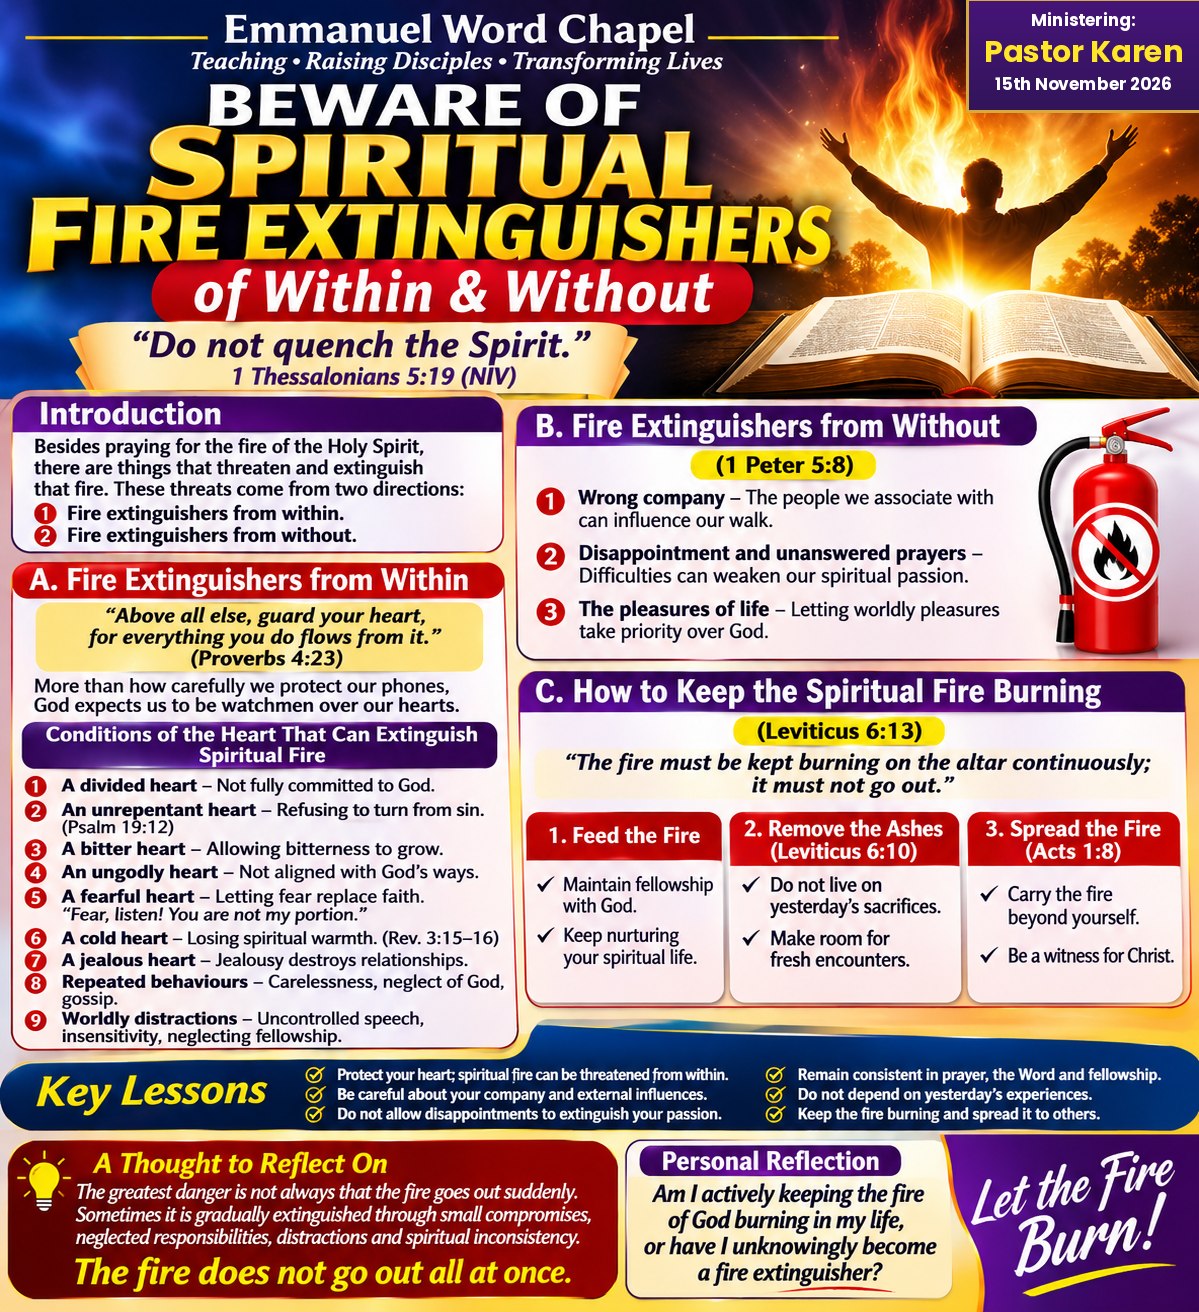 Emmanuel Word Chapel
Teaching • Raising Disciples • Transforming Lives
Ministering:
Pastor Karen
15th November 2026
BEWARE OF
SPIRITUAL
FIRE EXTINGUISHERS
of Within & Without
“Do not quench the Spirit.”
1 Thessalonians 5:19 (NIV)
Introduction
Besides praying for the fire of the Holy Spirit,
there are things that threaten and extinguish
that fire. These threats come from two directions:
1 Fire extinguishers from within.
2 Fire extinguishers from without.
A. Fire Extinguishers from Within
“Above all else, guard your heart,
for everything you do flows from it.”
(Proverbs 4:23)
More than how carefully we protect our phones,
God expects us to be watchmen over our hearts.
Conditions of the Heart That Can Extinguish
Spiritual Fire
1 A divided heart – Not fully committed to God.
2 An unrepentant heart – Refusing to turn from sin.
(Psalm 19:12)
3 A bitter heart – Allowing bitterness to grow.
4 An ungodly heart – Not aligned with God’s ways.
5 A fearful heart – Letting fear replace faith.
“Fear, listen! You are not my portion.”
6 A cold heart – Losing spiritual warmth. (Rev. 3:15–16)
7 A jealous heart – Jealousy destroys relationships.
8 Repeated behaviours – Carelessness, neglect of God,
gossip.
9 Worldly distractions – Uncontrolled speech,
insensitivity, neglecting fellowship.
B. Fire Extinguishers from Without
(1 Peter 5:8)
1 Wrong company – The people we associate with
can influence our walk.
2 Disappointment and unanswered prayers –
Difficulties can weaken our spiritual passion.
3 The pleasures of life – Letting worldly pleasures
take priority over God.
C. How to Keep the Spiritual Fire Burning
(Leviticus 6:13)
“The fire must be kept burning on the altar continuously;
it must not go out.”
1. Feed the Fire
✓ Maintain fellowship
with God.
✓ Keep nurturing
your spiritual life.
2. Remove the Ashes
(Leviticus 6:10)
✓ Do not live on
yesterday’s sacrifices.
✓ Make room for
fresh encounters.
3. Spread the Fire
(Acts 1:8)
✓ Carry the fire
beyond yourself.
✓ Be a witness for Christ.
Key Lessons
Protect your heart; spiritual fire can be threatened from within.
Be careful about your company and external influences.
Do not allow disappointments to extinguish your passion.
Remain consistent in prayer, the Word and fellowship.
Do not depend on yesterday’s experiences.
Keep the fire burning and spread it to others.
A Thought to Reflect On
The greatest danger is not always that the fire goes out suddenly.
Sometimes it is gradually extinguished through small compromises,
neglected responsibilities, distractions and spiritual inconsistency.
The fire does not go out all at once.
Personal Reflection
Am I actively keeping the fire
of God burning in my life,
or have I unknowingly become
a fire extinguisher?
Let the Fire
Burn!